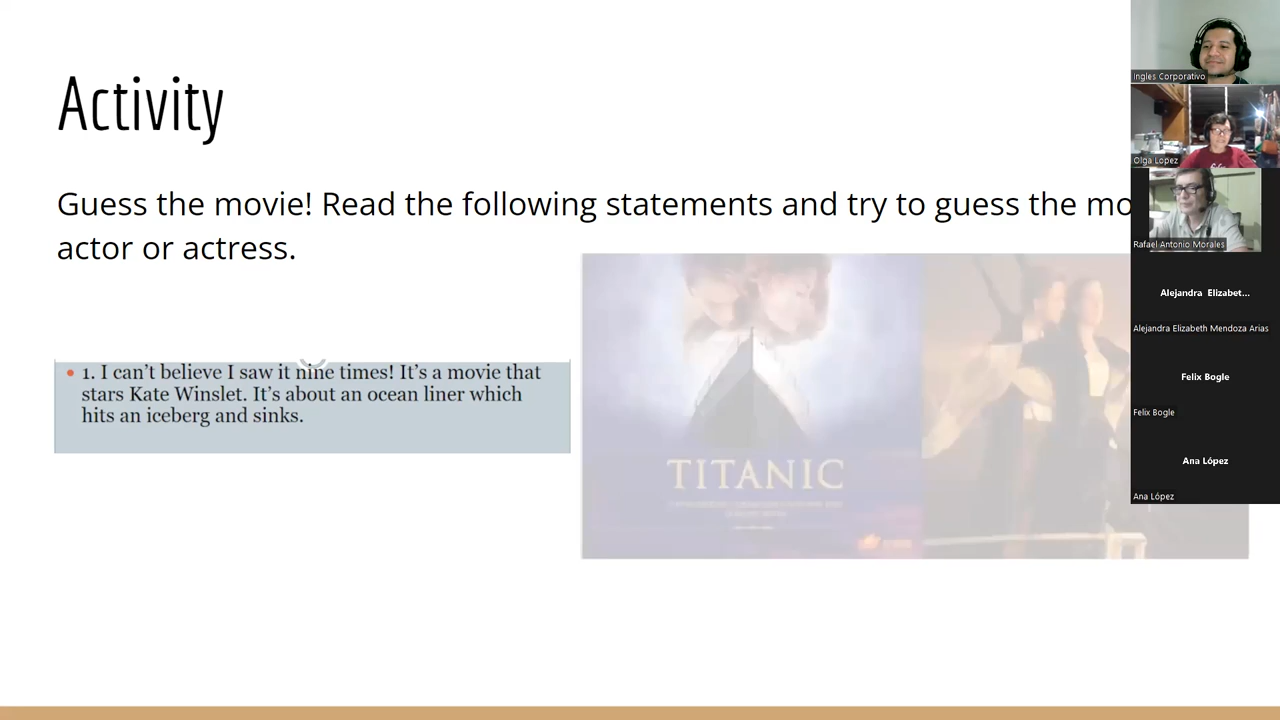 Activity
Guess the movie! Read the following statements and try to guess the mo
actor or actress.
• 1. I can't believe I saw it nine times! It's a movie that
stars Kate Winslet. It's about an ocean liner which
hits an iceberg and sinks.
TITANIC
Ingles Corporativo
Olga Lopez
Rafael Antonio Morales
Alejandra Elizabet...
Alejandra Elizabeth Mendoza Arias
Felix Bogle
Felix Bogle
Ana López
Ana López